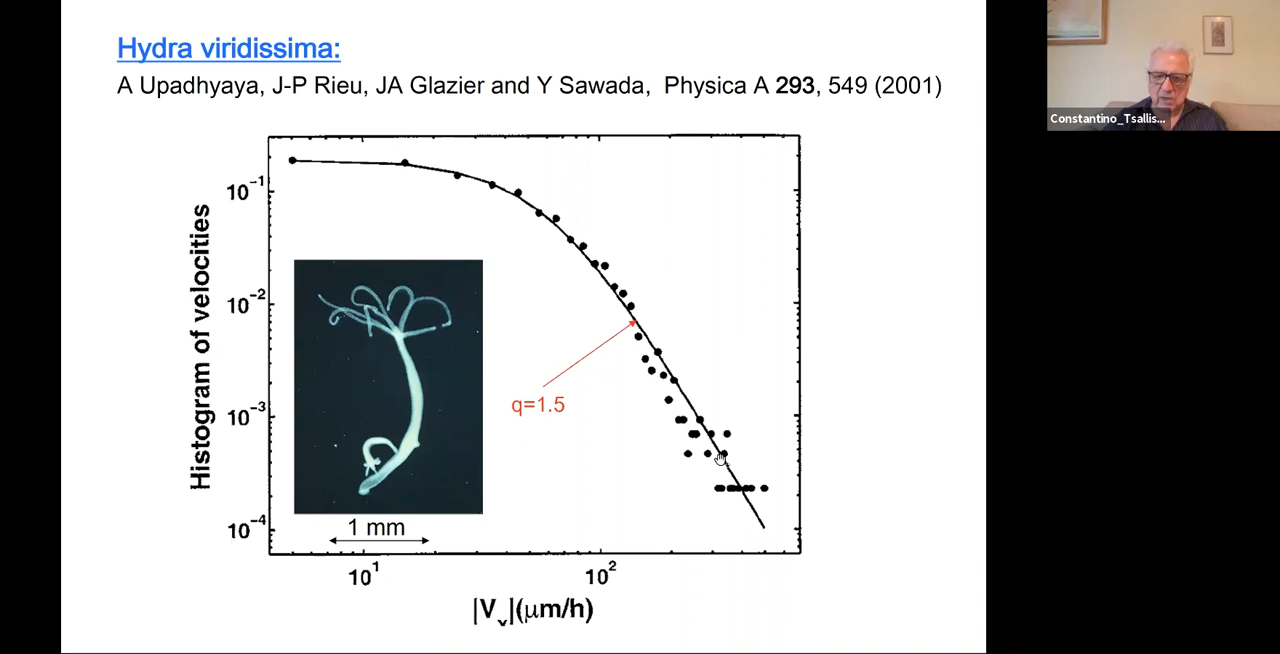 Hydra viridissima:
A Upadhyaya, J-P Rieu, JA Glazier and Y Sawada, Physica A 293, 549 (2001)
Constantino_Tsallis...
Histogram of velocities
10⁻¹
10⁻²
10⁻³
10⁻⁴
q=1.5
1 mm
10¹
10²
|Vₓ|(μm/h)